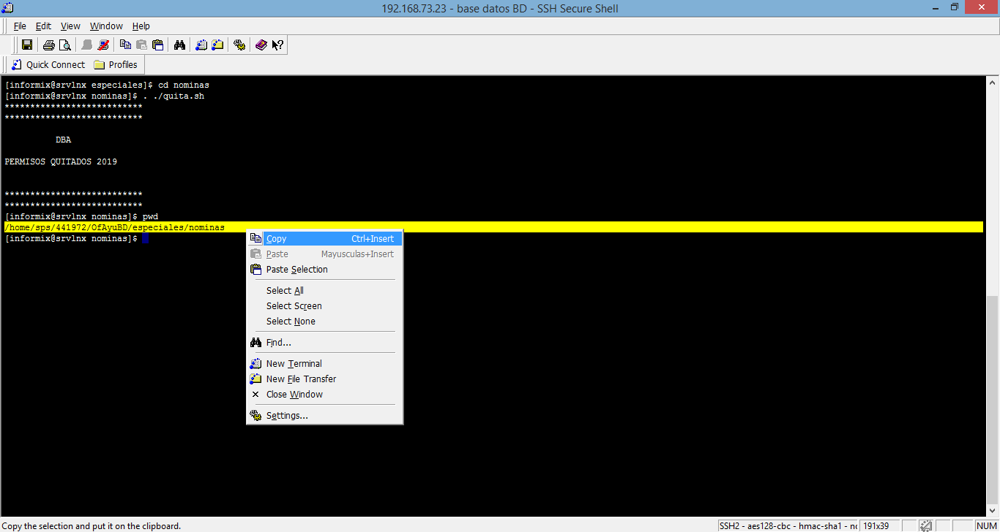 192.168.73.23 - base datos BD - SSH Secure Shell
File Edit View Window Help
Quick Connect Profiles
[informix@srvlnx especiales]$ cd nominas
[informix@srvlnx nominas]$ . ./quita.sh
***************************
***************************
DBA
PERMISOS QUITADOS 2019
***************************
***************************
[informix@srvlnx nominas]$ pwd
/home/sps/441972/OfAyuBD/especiales/nominas
[informix@srvlnx nominas]$
Copy Ctrl+Insert
Paste Mayusculas+Insert
Paste Selection
Select All
Select Screen
Select None
Find...
New Terminal
New File Transfer
Close Window
Settings...
Copy the selection and put it on the clipboard.
SSH2 - aes128-cbc - hmac-sha1 - nc 191x39 NUM